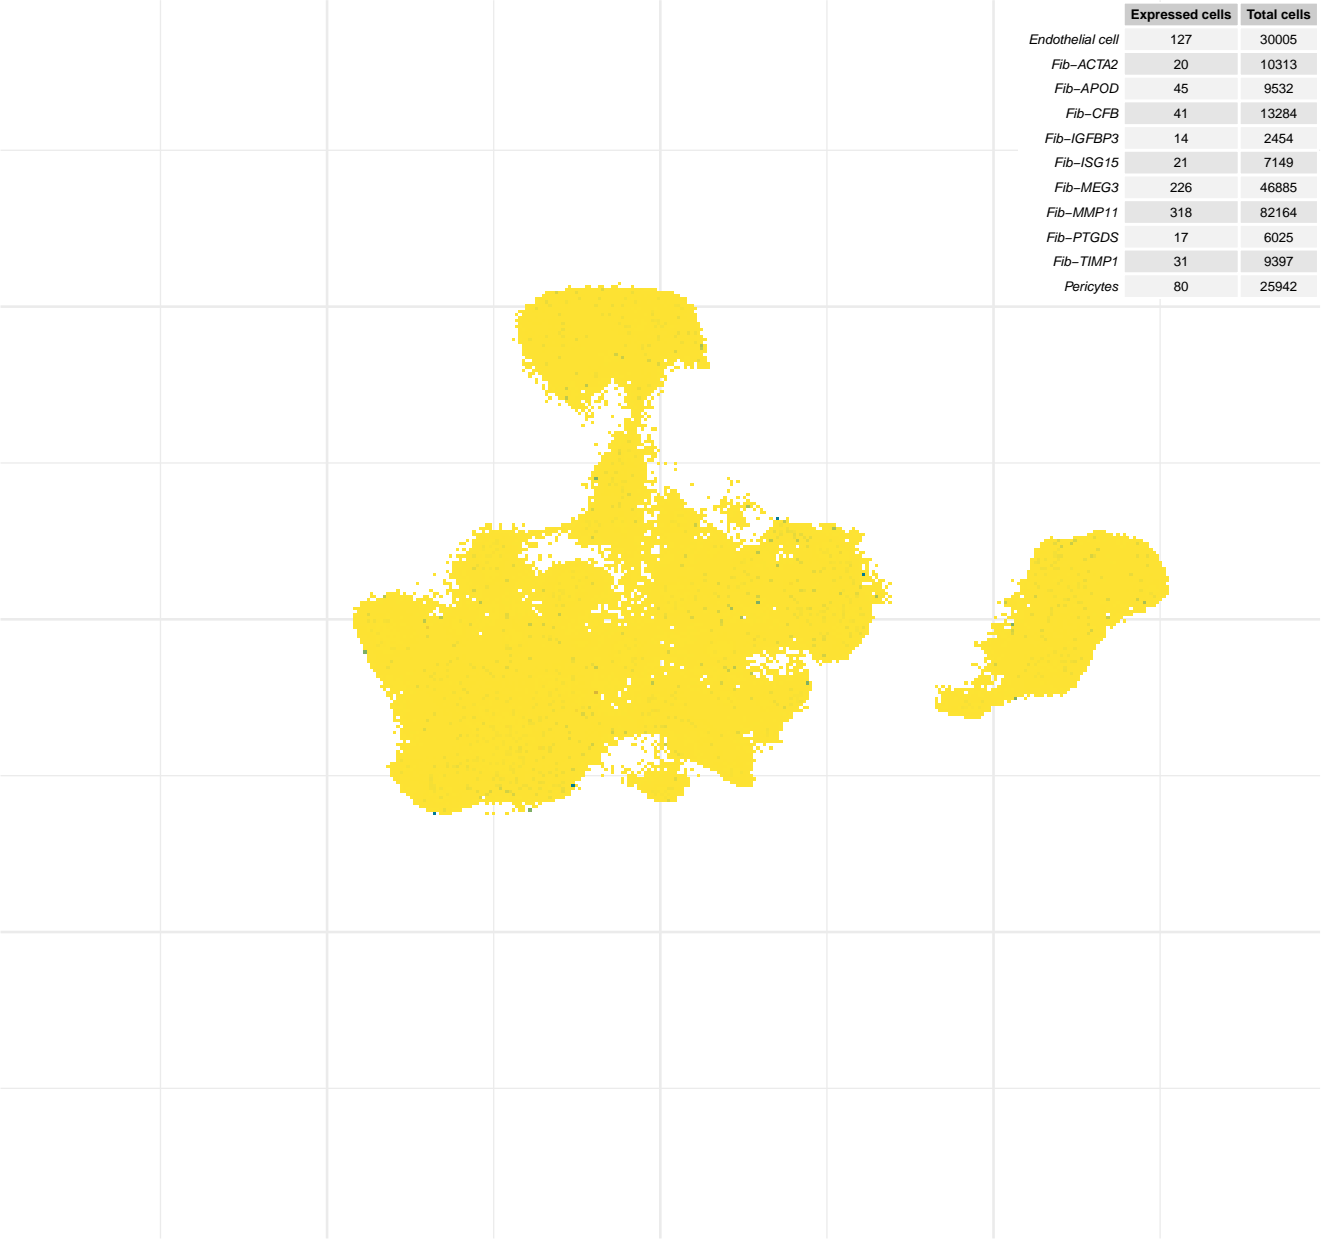 Expressed cells Total cells
Endothelial cell 127 30005
Fib−ACTA2 20 10313
Fib−APOD 45 9532
Fib−CFB 41 13284
Fib−IGFBP3 14 2454
Fib−ISG15 21 7149
Fib−MEG3 226 46885
Fib−MMP11 318 82164
Fib−PTGDS 17 6025
Fib−TIMP1 31 9397
Pericytes 80 25942